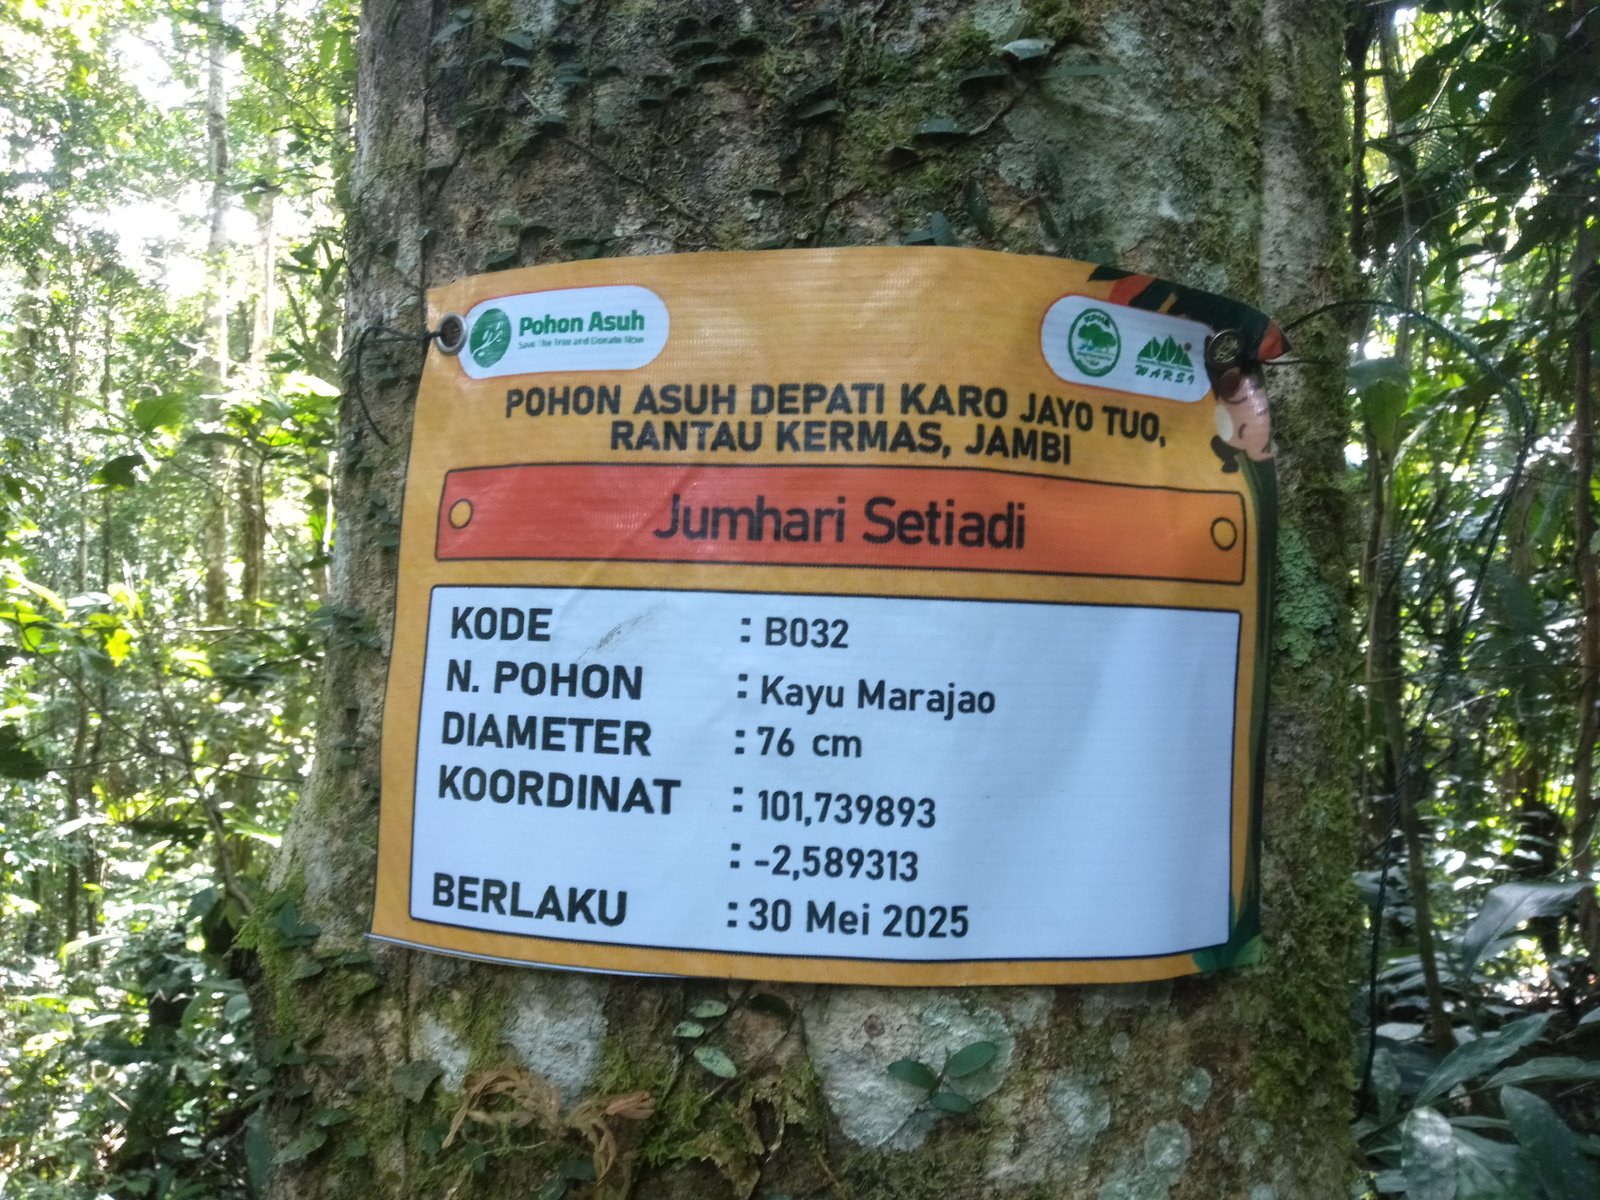 Pohon Asuh
Save The Tree and Donate Now
WARSI
POHON ASUH DEPATI KARO JAYO TUO,
RANTAU KERMAS, JAMBI
Jumhari Setiadi
KODE : B032
N. POHON : Kayu Marajao
DIAMETER : 76 cm
KOORDINAT : 101,739893
: -2,589313
BERLAKU : 30 Mei 2025